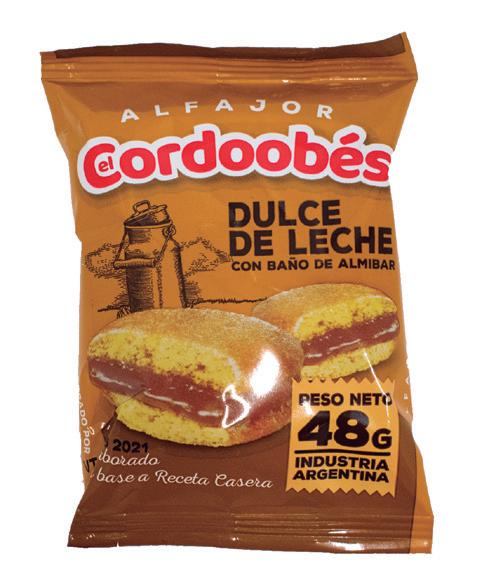 ALFAJOR
el Cordoobés
DULCE
DE LECHE
CON BAÑO DE ALMIBAR
PESO NETO
48G
INDUSTRIA
ARGENTINA
2021
base a Receta Casera